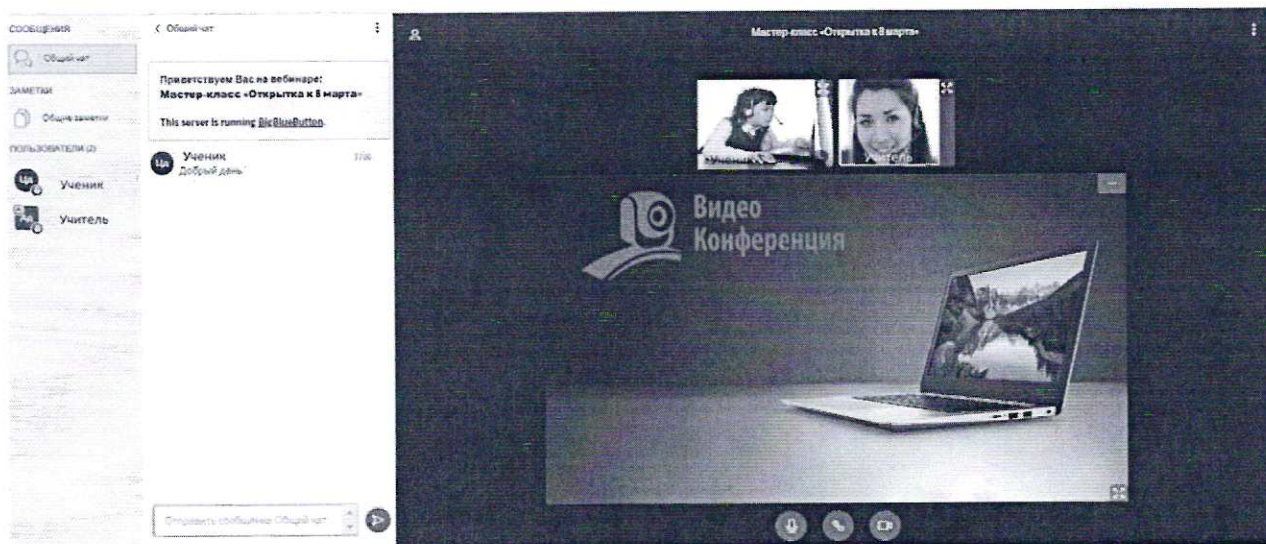 СООБЩЕНИЯ
Общий чат
ЗАМЕТКИ
Общие заметки
ПОЛЬЗОВАТЕЛИ (2)
Ца
Ученик
Учитель
Общий чат
Приветствуем Вас на вебинаре:
Мастер-класс «Открытка к 8 марта»
This server is running BigBlueButton.
Ца
Ученик
Добрый день
Отправить сообщение Общий чат
Мастер-класс «Открытка к 8 марта»
Ученик
Учитель
Видео
Конференция